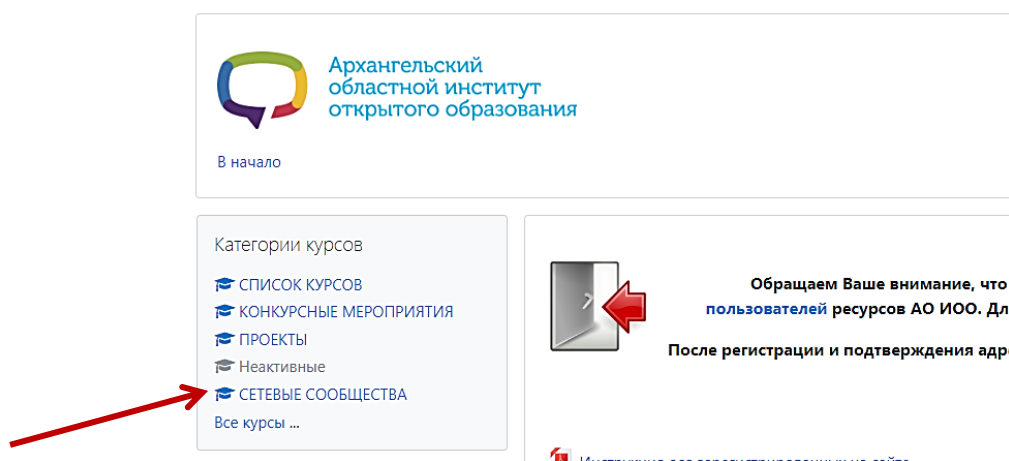 Архангельский
областной институт
открытого образования
В начало
Категории курсов
СПИСОК КУРСОВ
КОНКУРСНЫЕ МЕРОПРИЯТИЯ
ПРОЕКТЫ
Неактивные
СЕТЕВЫЕ СООБЩЕСТВА
Все курсы ...
Обращаем Ваше внимание, что
пользователей ресурсов АО ИОО. Дл
После регистрации и подтверждения адр